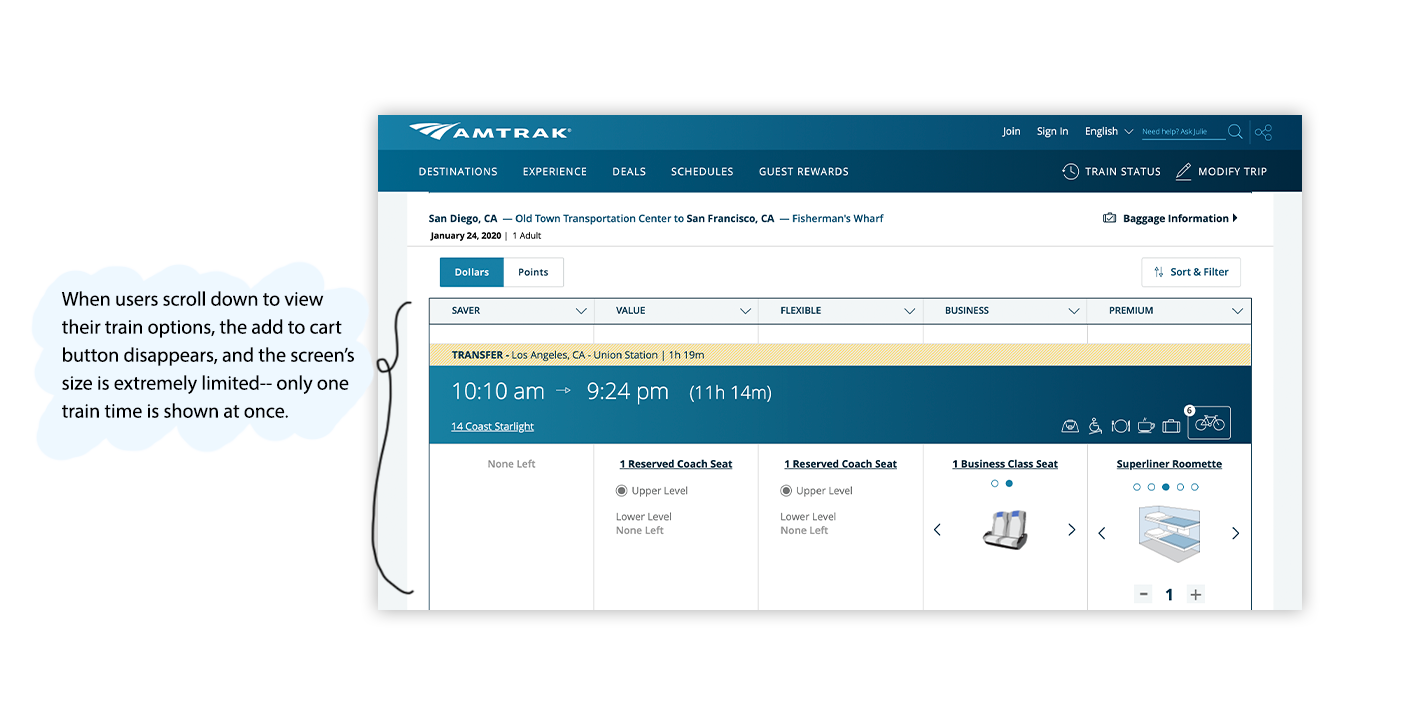 When users scroll down to view
their train options, the add to cart
button disappears, and the screen's
size is extremely limited-- only one
train time is shown at once.
AMTRAK®
Join Sign In English Need help? Ask Julie
DESTINATIONS EXPERIENCE DEALS SCHEDULES GUEST REWARDS TRAIN STATUS MODIFY TRIP
San Diego, CA — Old Town Transportation Center to San Francisco, CA — Fisherman's Wharf Baggage Information
January 24, 2020 | 1 Adult
Dollars Points Sort & Filter
SAVER VALUE FLEXIBLE BUSINESS PREMIUM
TRANSFER - Los Angeles, CA - Union Station | 1h 19m
10:10 am → 9:24 pm (11h 14m)
6
14 Coast Starlight
None Left 1 Reserved Coach Seat 1 Reserved Coach Seat 1 Business Class Seat Superliner Roomette
Upper Level Upper Level
Lower Level Lower Level
None Left None Left
- 1 +